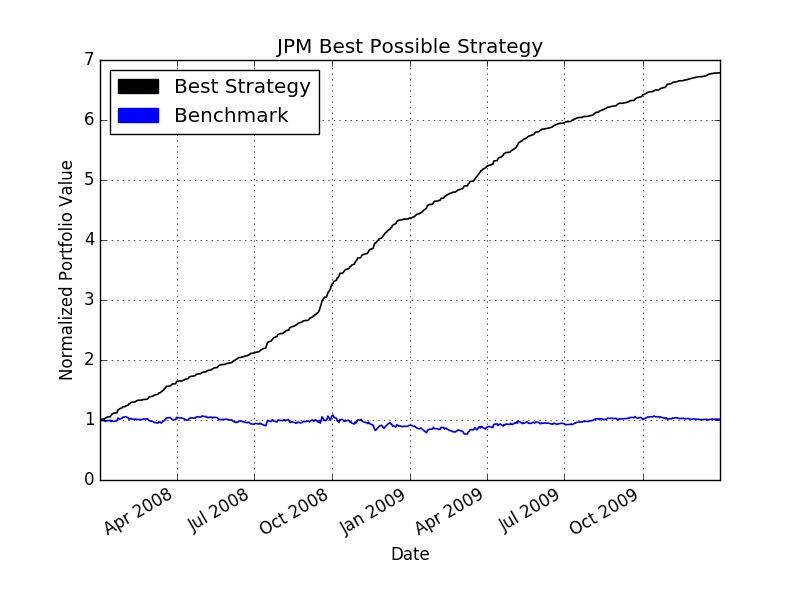 JPM Best Possible Strategy
Best Strategy
Benchmark
Normalized Portfolio Value
7
6
5
4
3
2
1
0
Apr 2008
Jul 2008
Oct 2008
Jan 2009
Apr 2009
Jul 2009
Oct 2009
Date